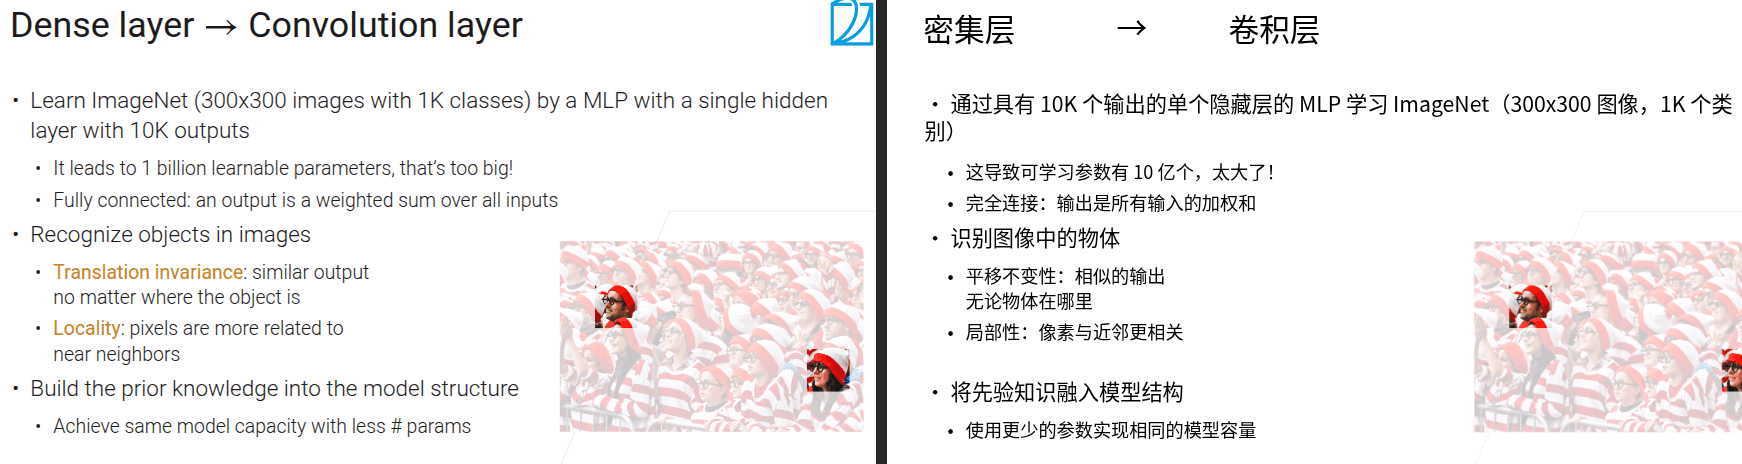 Dense layer → Convolution layer
• Learn ImageNet (300x300 images with 1K classes) by a MLP with a single hidden
layer with 10K outputs
• It leads to 1 billion learnable parameters, that’s too big!
• Fully connected: an output is a weighted sum over all inputs
• Recognize objects in images
• Translation invariance: similar output
no matter where the object is
• Locality: pixels are more related to
near neighbors
• Build the prior knowledge into the model structure
• Achieve same model capacity with less # params
密集层 → 卷积层
• 通过具有 10K 个输出的单个隐藏层的 MLP 学习 ImageNet（300x300 图像，1K 个类
别）
• 这导致可学习参数有 10 亿个，太大了！
• 完全连接：输出是所有输入的加权和
• 识别图像中的物体
• 平移不变性：相似的输出
无论物体在哪里
• 局部性：像素与近邻更相关
• 将先验知识融入模型结构
• 使用更少的参数实现相同的模型容量